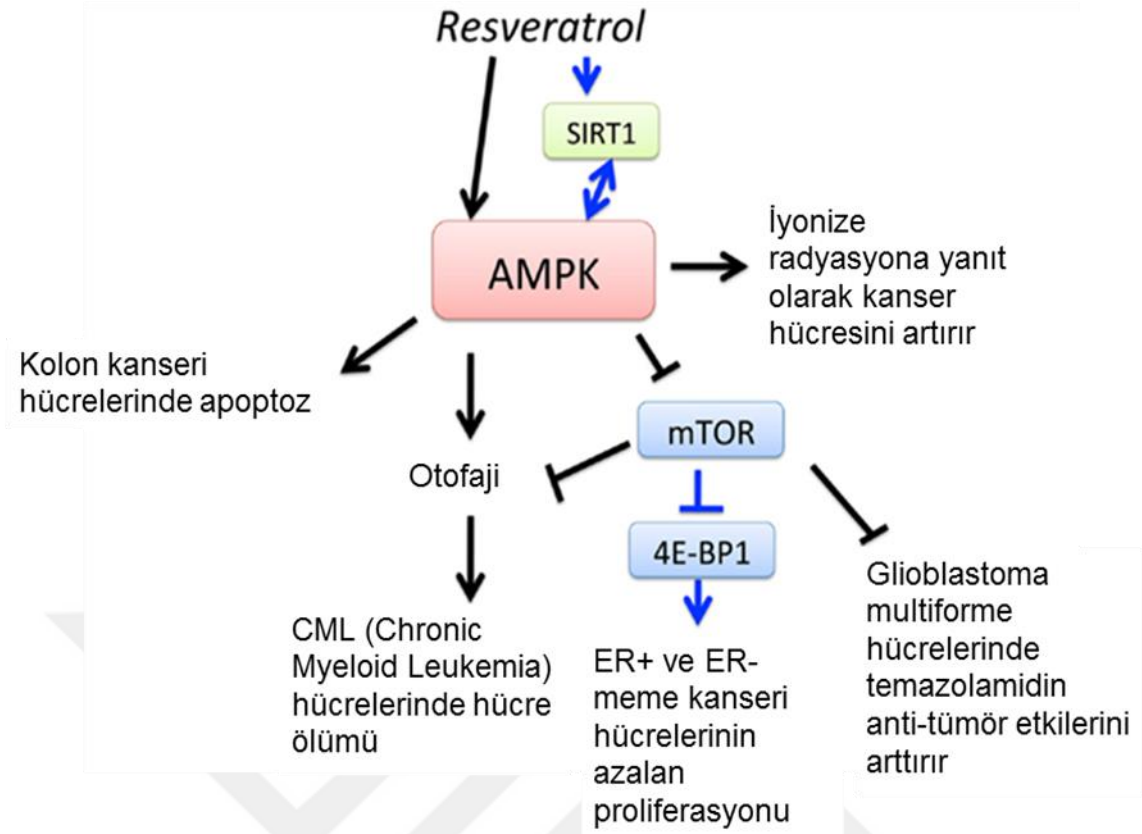 Resveratrol
SIRT1
AMPK
İyonize
radyasyona yanıt
olarak kanser
hücresini artırır
Kolon kanseri
hücrelerinde apoptoz
mTOR
Otofaji
4E-BP1
CML (Chronic
Myeloid Leukemia)
hücrelerinde hücre
ölümü
ER+ ve ER-
meme kanseri
hücrelerinin
azalan
proliferasyonu
Glioblastoma
multiforme
hücrelerinde
temazolamidin
anti-tümör etkilerini
arttırır